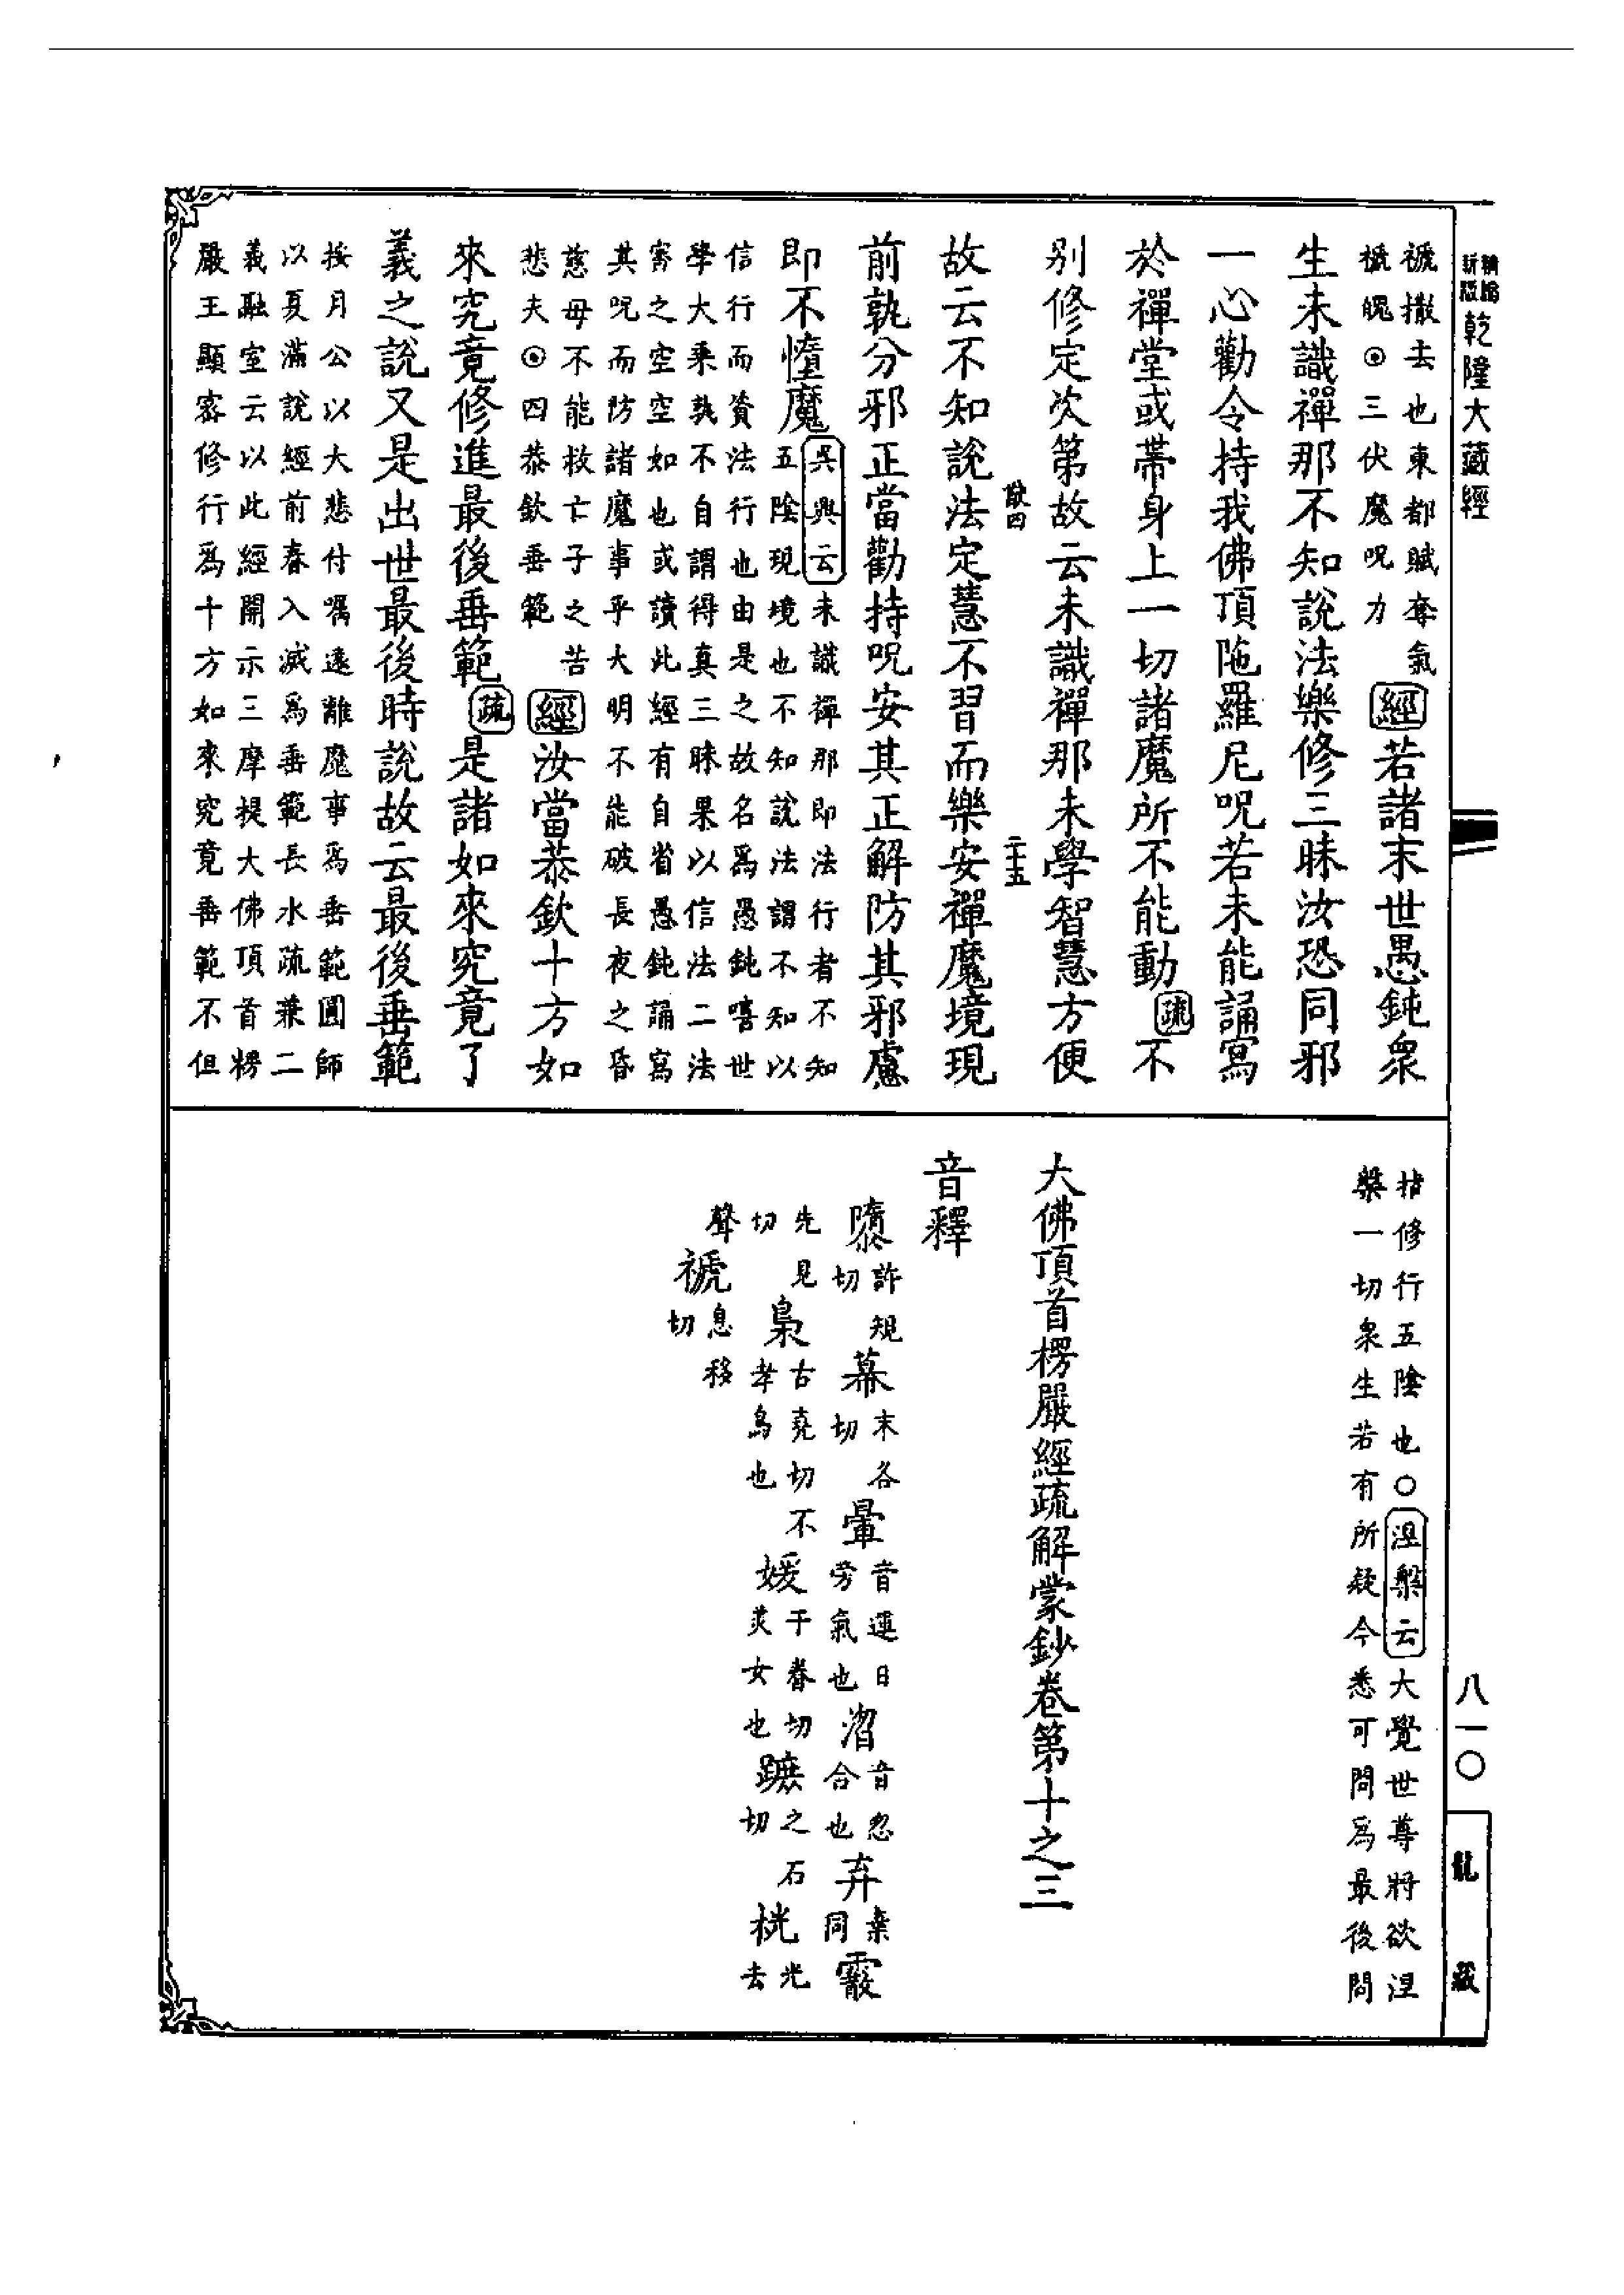 乾隆大藏經
褫撤去也東都賦奪氣
褫魄⊙三伏魔呪力
經若諸末世愚鈍衆
生未識禪那不知說法樂修三昧汝恐同邪
一心勸令持我佛頂陁羅尼呪若未能誦寫
於禪堂或帶身上一切諸魔所不能動疏不
別修定次第故云未識禪那未學智慧方便
故云不知說法定慧不習而樂安禪魔境現
前孰分邪正當勸持呪安其正解防其邪慮
即不憻魔
吳興云未識禪那即法行者不知
五陰現境也不知說法謂不知以
信行而資法行也由是之故名爲愚鈍嘻世
學大乘孰不自謂得真三昧果以信法二法
審之空空如也或讀此經有自省愚鈍誦寫
其呪而防諸魔事乎大明不能破長夜之昏
慈母不能救亡子之苦
悲夫⊙四恭欽垂範
經汝當恭欽十方如
來究竟修進最後垂範疏是諸如來究竟了
義之說又是出世最後時說故云最後垂範
按月公以大悲付囑遠離魔事爲垂範圓師
以夏滿說經前春入滅爲垂範長水疏兼二
義融室云以此經開示三摩提大佛頂首楞
嚴王顯密修行爲十方如來究竟垂範不但
指修行五陰也○涅槃云大覺世尊將欲涅
槃一切衆生若有所疑今悉可問爲最後問
大佛頂首楞嚴經疏解蒙鈔卷第十之三
音釋
隳許規切 幕末各切 暈音運日旁氣也 㳷音忽合也 弃棄同 霰
先見切 梟古堯切不孝鳥也 媛于眷切美女也 蹠之石切 桄光去
聲 褫息移切
二十五
八一〇
龍藏